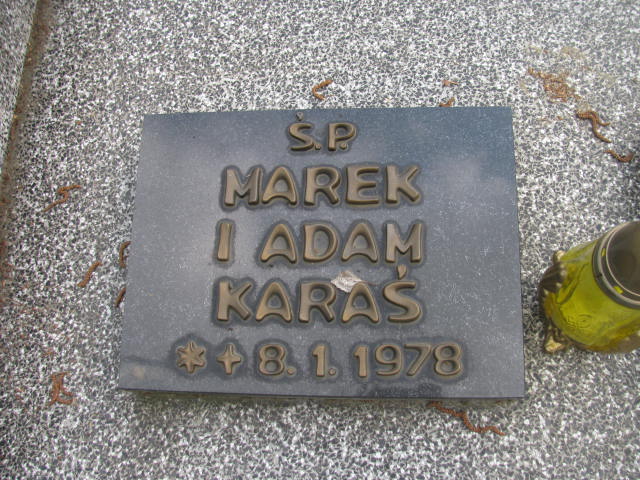 Ś.P.
MAREK
I ADAM
KARAŚ
* + 8.1.1978